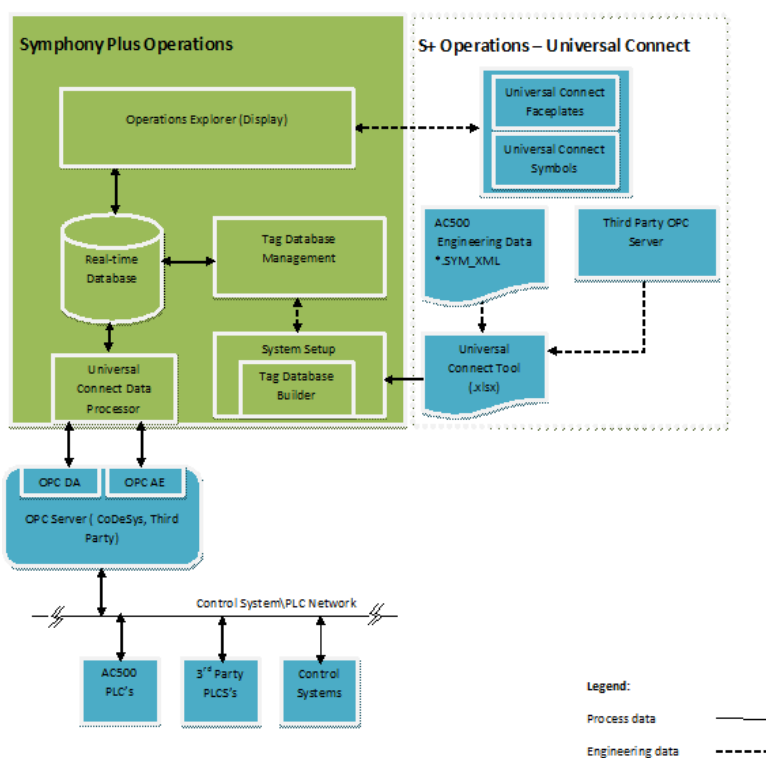 Symphony Plus Operations
S+ Operations – Universal Connect
Operations Explorer (Display)
Universal Connect
Faceplates
Universal Connect
Symbols
Real-time
Database
Tag Database
Management
AC500
Engineering Data
*.SYM_XML
Third Party OPC
Server
Universal
Connect Data
Processor
System Setup
Tag Database
Builder
Universal
Connect Tool
(.xlsx)
OPC DA
OPC AE
OPC Server ( CoDeSys, Third
Party)
Control System\PLC Network
AC500
PLC's
3rd Party
PLCS's
Control
Systems
Legend:
Process data
Engineering data